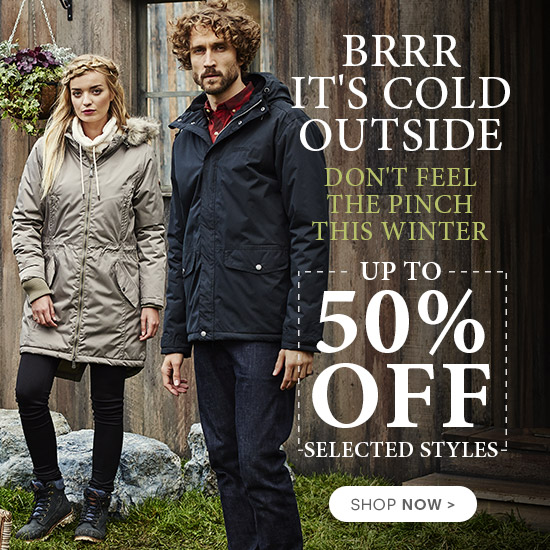 BRRR
IT'S COLD
OUTSIDE
DON'T FEEL
THE PINCH
THIS WINTER
UP TO
50%
OFF
SELECTED STYLES
SHOP NOW >